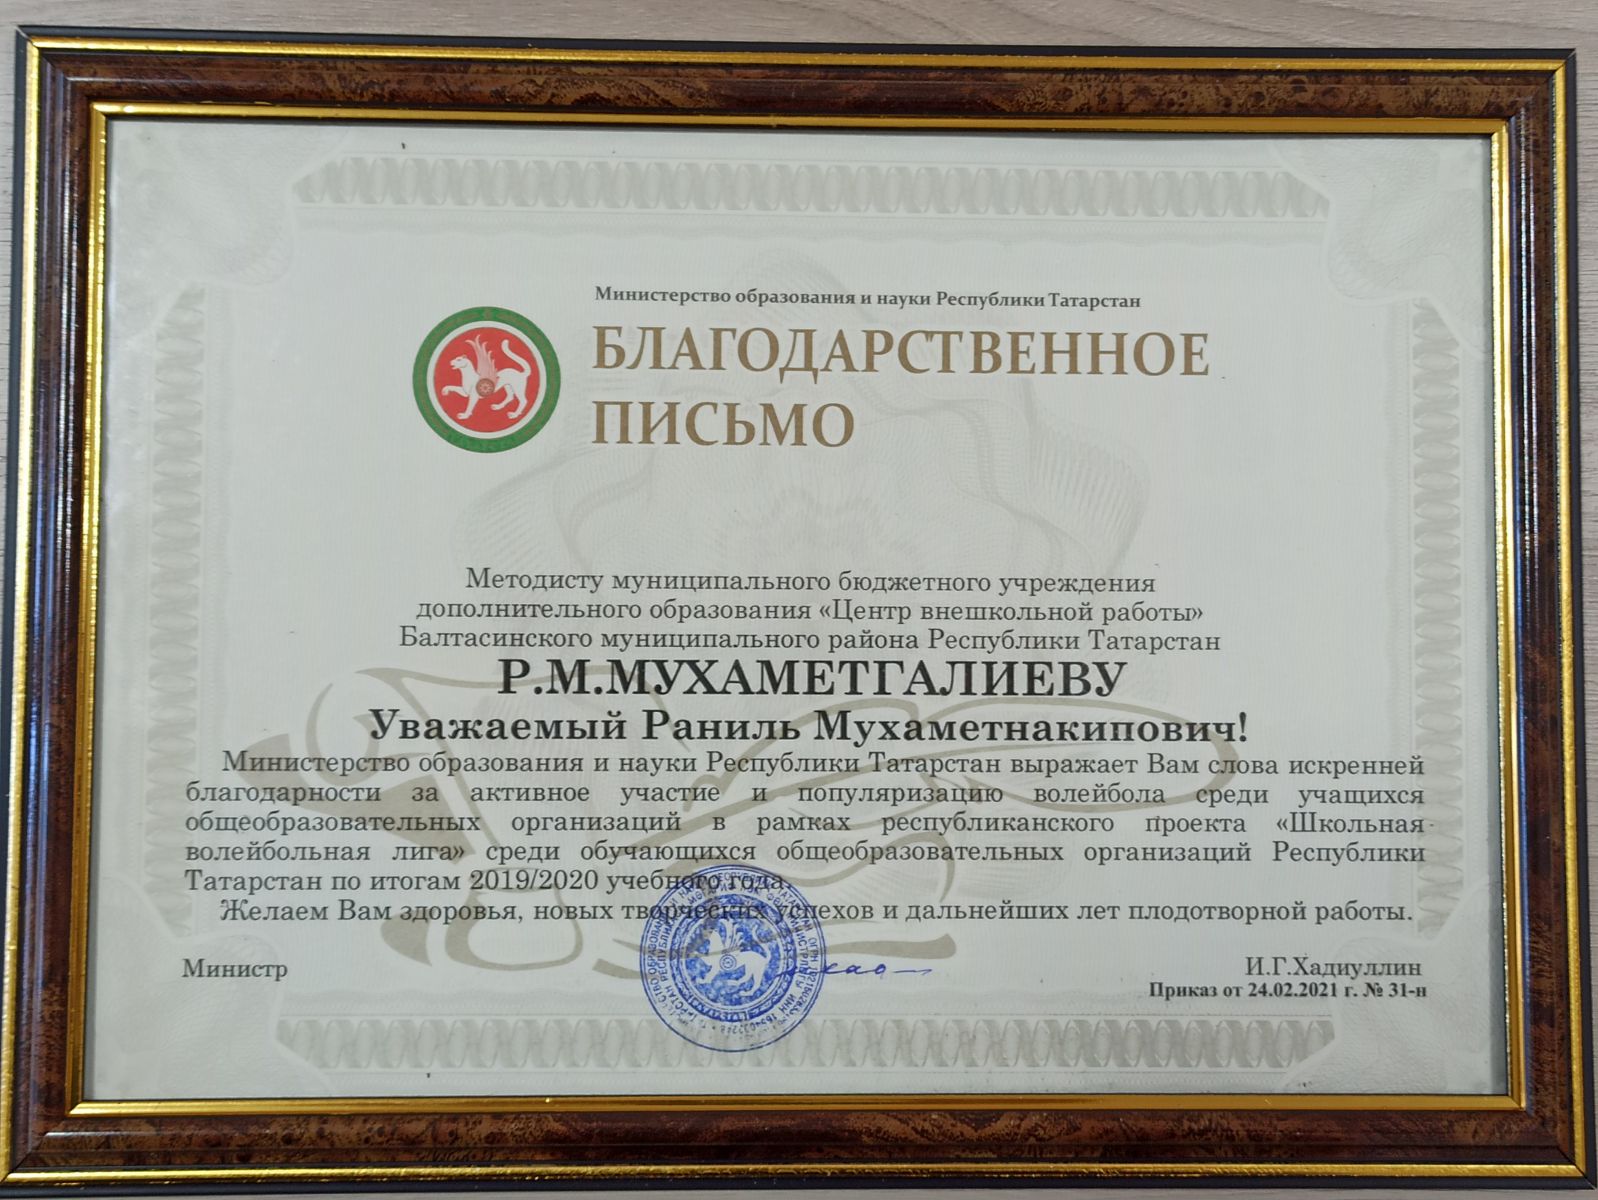 Министерство образования и науки Республики Татарстан
БЛАГОДАРСТВЕННОЕ
ПИСЬМО
Методисту муниципального бюджетного учреждения
дополнительного образования «Центр внешкольной работы»
Балтасинского муниципального района Республики Татарстан
Р.М.МУХАМЕТГАЛИЕВУ
Уважаемый Раниль Мухаметнакипович!
Министерство образования и науки Республики Татарстан выражает Вам слова искренней
благодарности за активное участие и популяризацию волейбола среди учащихся
общеобразовательных организаций в рамках республиканского проекта «Школьная
волейбольная лига» среди обучающихся общеобразовательных организаций Республики
Татарстан по итогам 2019/2020 учебного года.
Желаем Вам здоровья, новых творческих успехов и дальнейших лет плодотворной работы.
Министр
И.Г.Хадиуллин
Приказ от 24.02.2021 г. № 31-н